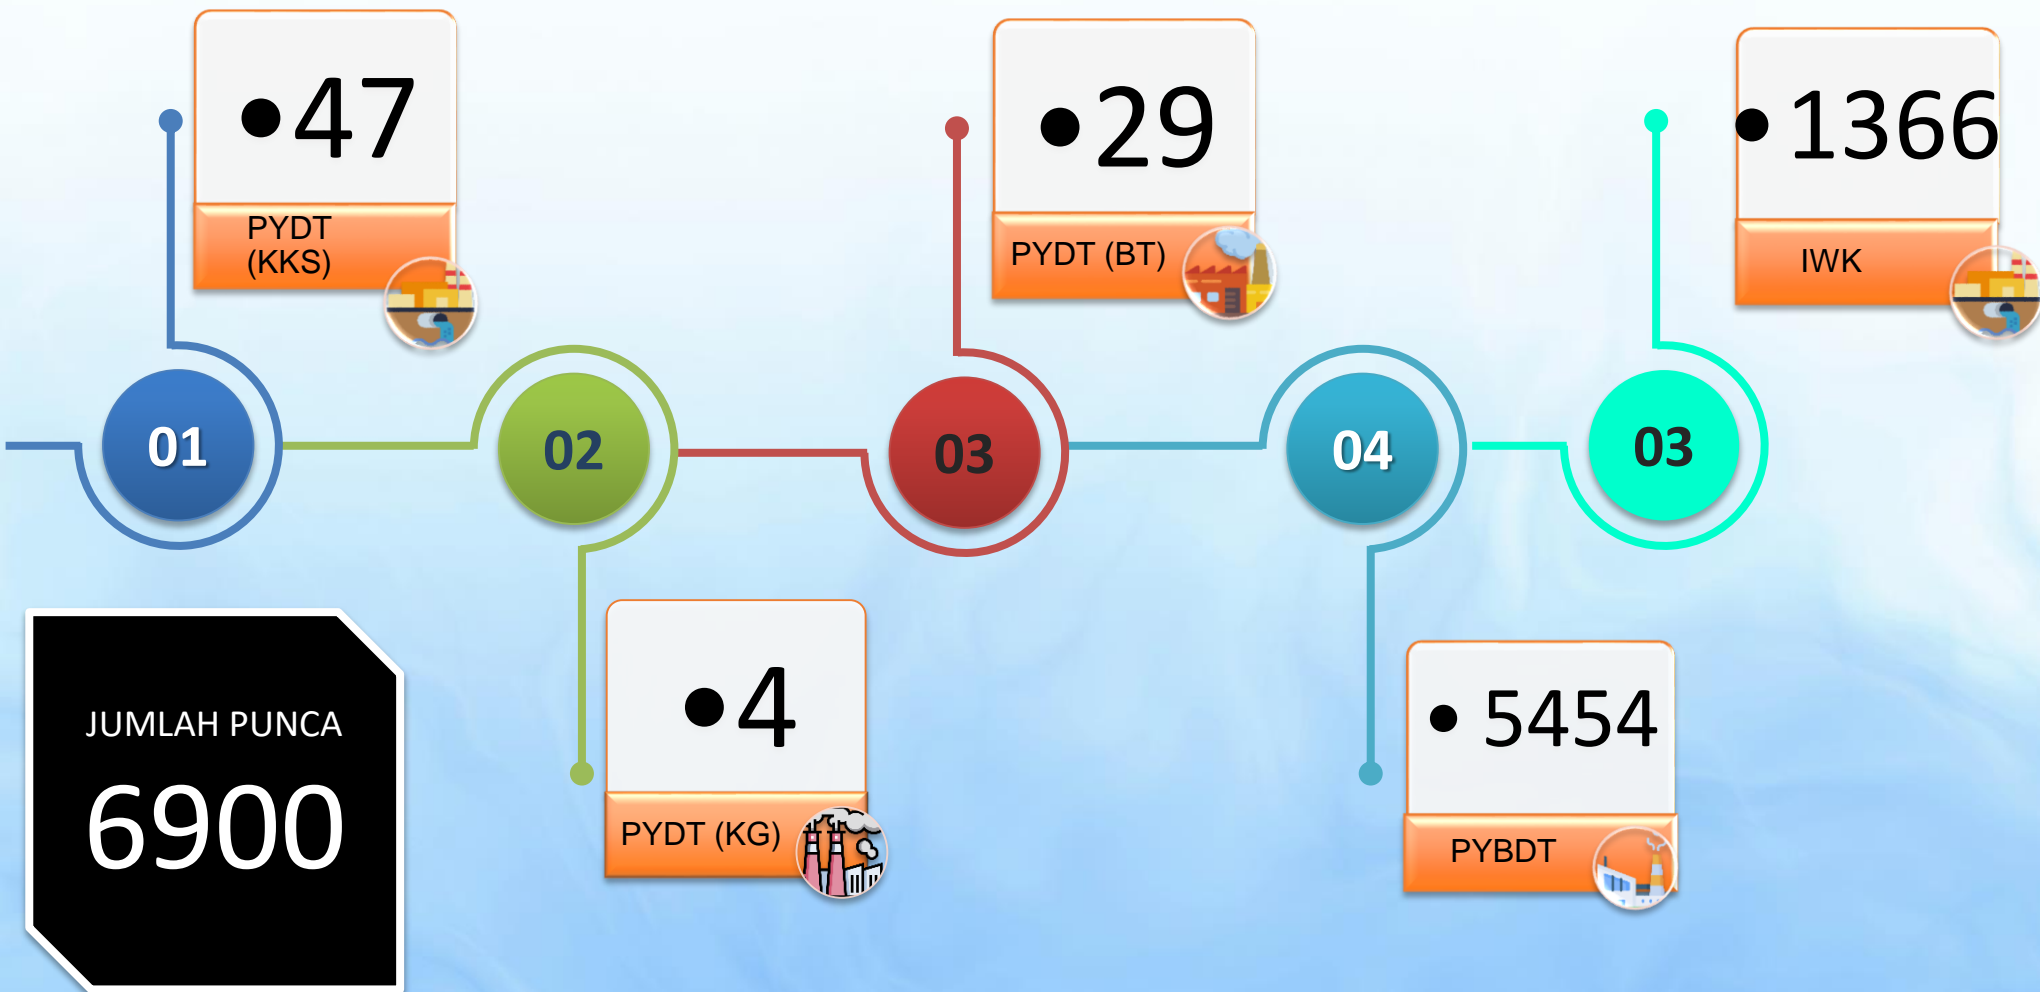 •47
PYDT
(KKS)
•29
PYDT (BT)
• 1366
IWK
01
02
03
04
03
JUMLAH PUNCA
6900
•4
PYDT (KG)
• 5454
PYBDT